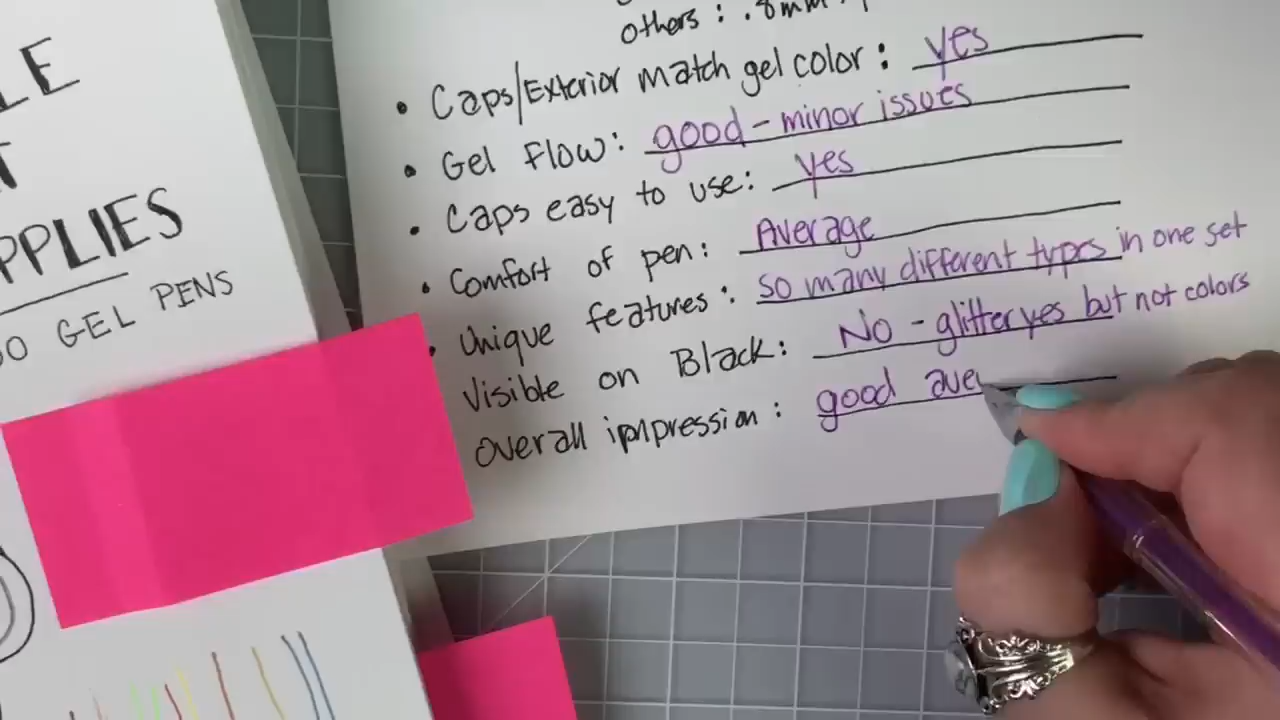 LE
T
PPLIES
50 GEL PENS
others : .8mm
• Caps/Exterior match gel color : yes
• Gel Flow : good - minor issues
• Caps easy to use : yes
• Comfort of pen : Average
• Unique features : so many different types in one set
Visible on Black : No - glitter yes but not colors
overall impression : good ave